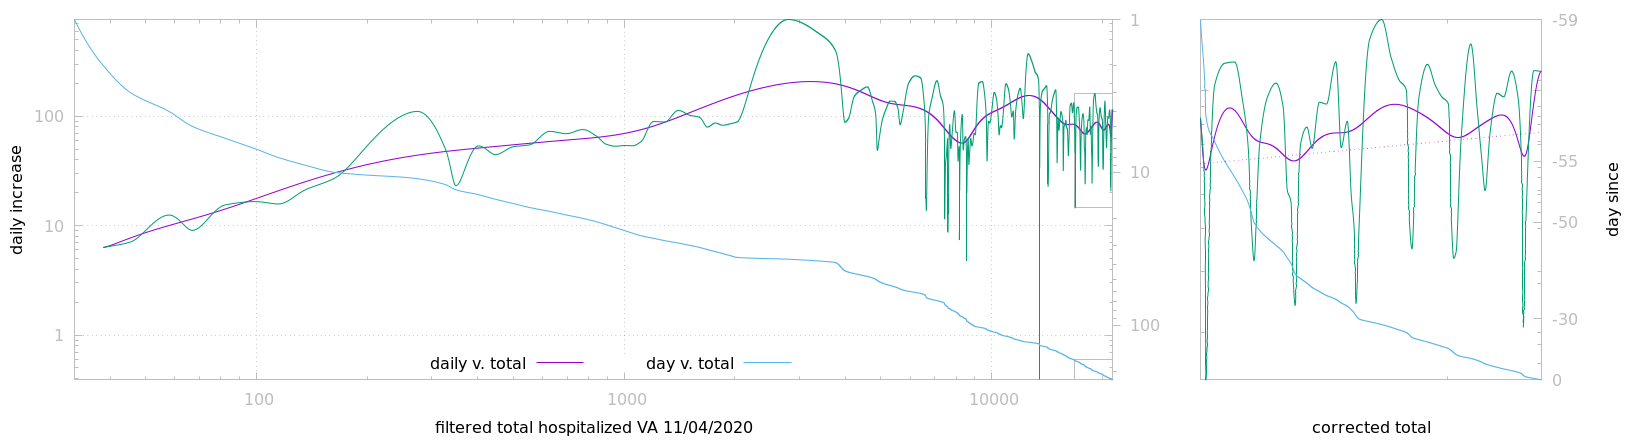 daily increase
100
10
1
daily v. total
day v. total
100
1000
10000
filtered total hospitalized VA 11/04/2020
1
10
100
-59
-55
-50
-30
0
day since
corrected total